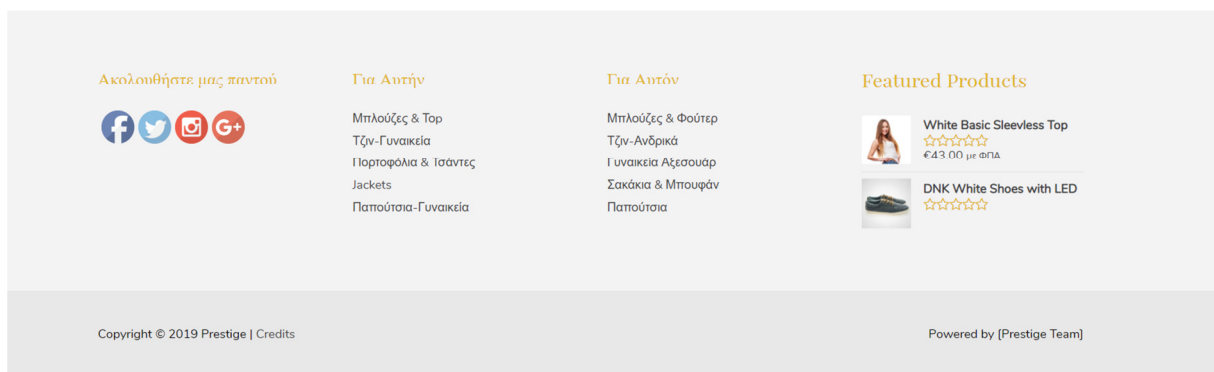 Ακολουθήστε μας παντού
Για Αυτήν
Μπλούζες & Top
Τζιν-Γυναικεία
Πορτοφόλια & Τσάντες
Jackets
Παπούτσια-Γυναικεία
Για Αυτόν
Μπλούζες & Φούτερ
Τζιν-Ανδρικά
Γυναικεία Αξεσουάρ
Σακάκια & Μπουφάν
Παπούτσια
Featured Products
White Basic Sleevless Top
€43.00 με ΦΠΑ
DNK White Shoes with LED
Copyright © 2019 Prestige | Credits
Powered by [Prestige Team]